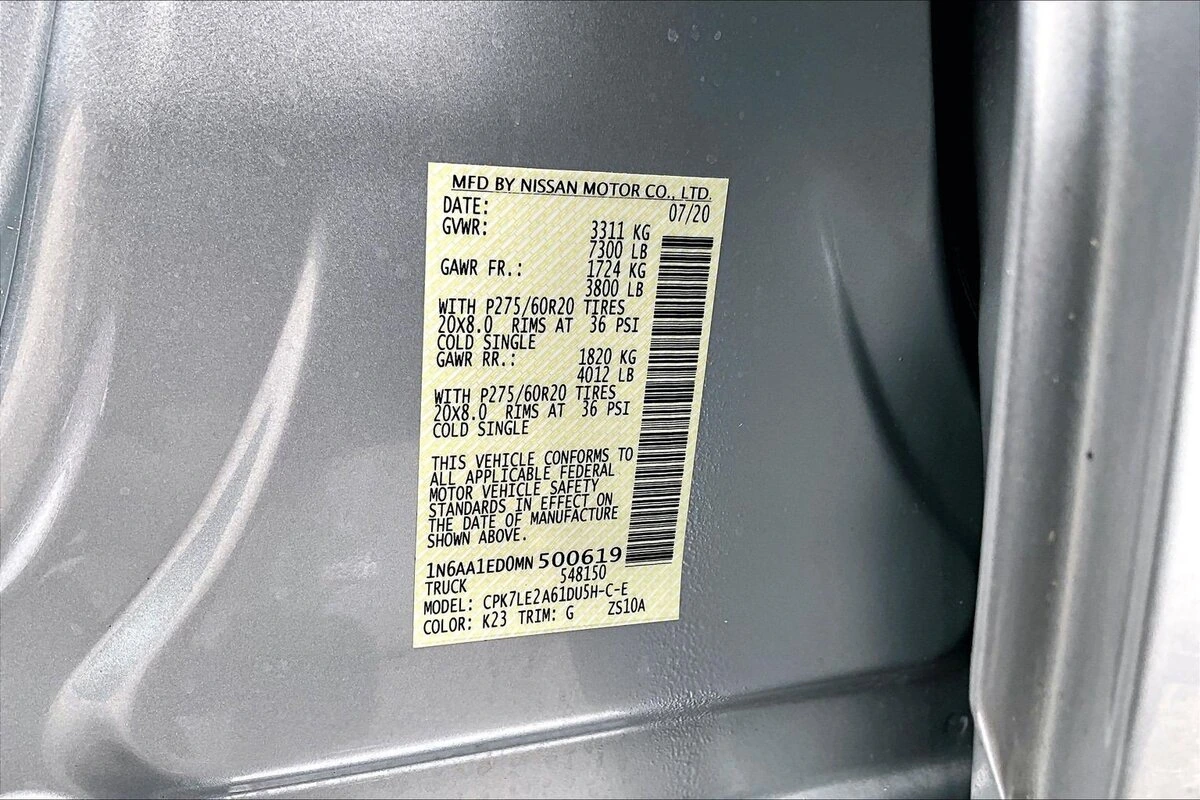 MFD BY NISSAN MOTOR CO., LTD.
DATE: 07/20
GVWR: 3311 KG
7300 LB
GAWR FR.: 1724 KG
3800 LB
WITH P275/60R20 TIRES
20X8.0 RIMS AT 36 PSI
COLD SINGLE
GAWR RR.: 1820 KG
4012 LB
WITH P275/60R20 TIRES
20X8.0 RIMS AT 36 PSI
COLD SINGLE
THIS VEHICLE CONFORMS TO
ALL APPLICABLE FEDERAL
MOTOR VEHICLE SAFETY
STANDARDS IN EFFECT ON
THE DATE OF MANUFACTURE
SHOWN ABOVE.
1N6AA1ED0MN 500619
TRUCK 548150
MODEL: CPK7LE2A61DU5H-C-E
COLOR: K23 TRIM: G ZS10A